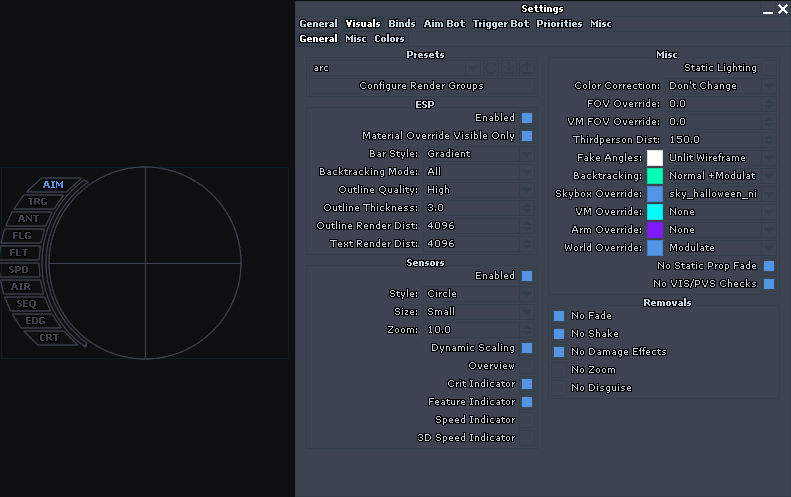 Settings
General Visuals Binds Aim Bot Trigger Bot Priorities Misc
General Misc Colors
Presets
arc
Configure Render Groups
ESP
Enabled
Material Override Visible Only
Bar Style: Gradient
Backtracking Mode: All
Outline Quality: High
Outline Thickness: 3.0
Outline Render Dist: 4096
Text Render Dist: 4096
Sensors
Enabled
Style: Circle
Size: Small
Zoom: 10.0
Dynamic Scaling
Overview
Crit Indicator
Feature Indicator
Speed Indicator
3D Speed Indicator
Misc
Static Lighting
Color Correction: Don't Change
FOV Override: 0.0
VM FOV Override: 0.0
Thirdperson Dist: 150.0
Fake Angles: Unlit Wireframe
Backtracking: Normal +Modulat
Skybox Override: sky_halloween_ni
VM Override: None
Arm Override: None
World Override: Modulate
No Static Prop Fade
No VIS/PVS Checks
Removals
No Fade
No Shake
No Damage Effects
No Zoom
No Disguise
AIM
TRG
ANT
FLG
FLT
SPD
AIR
SEQ
EDG
CRT